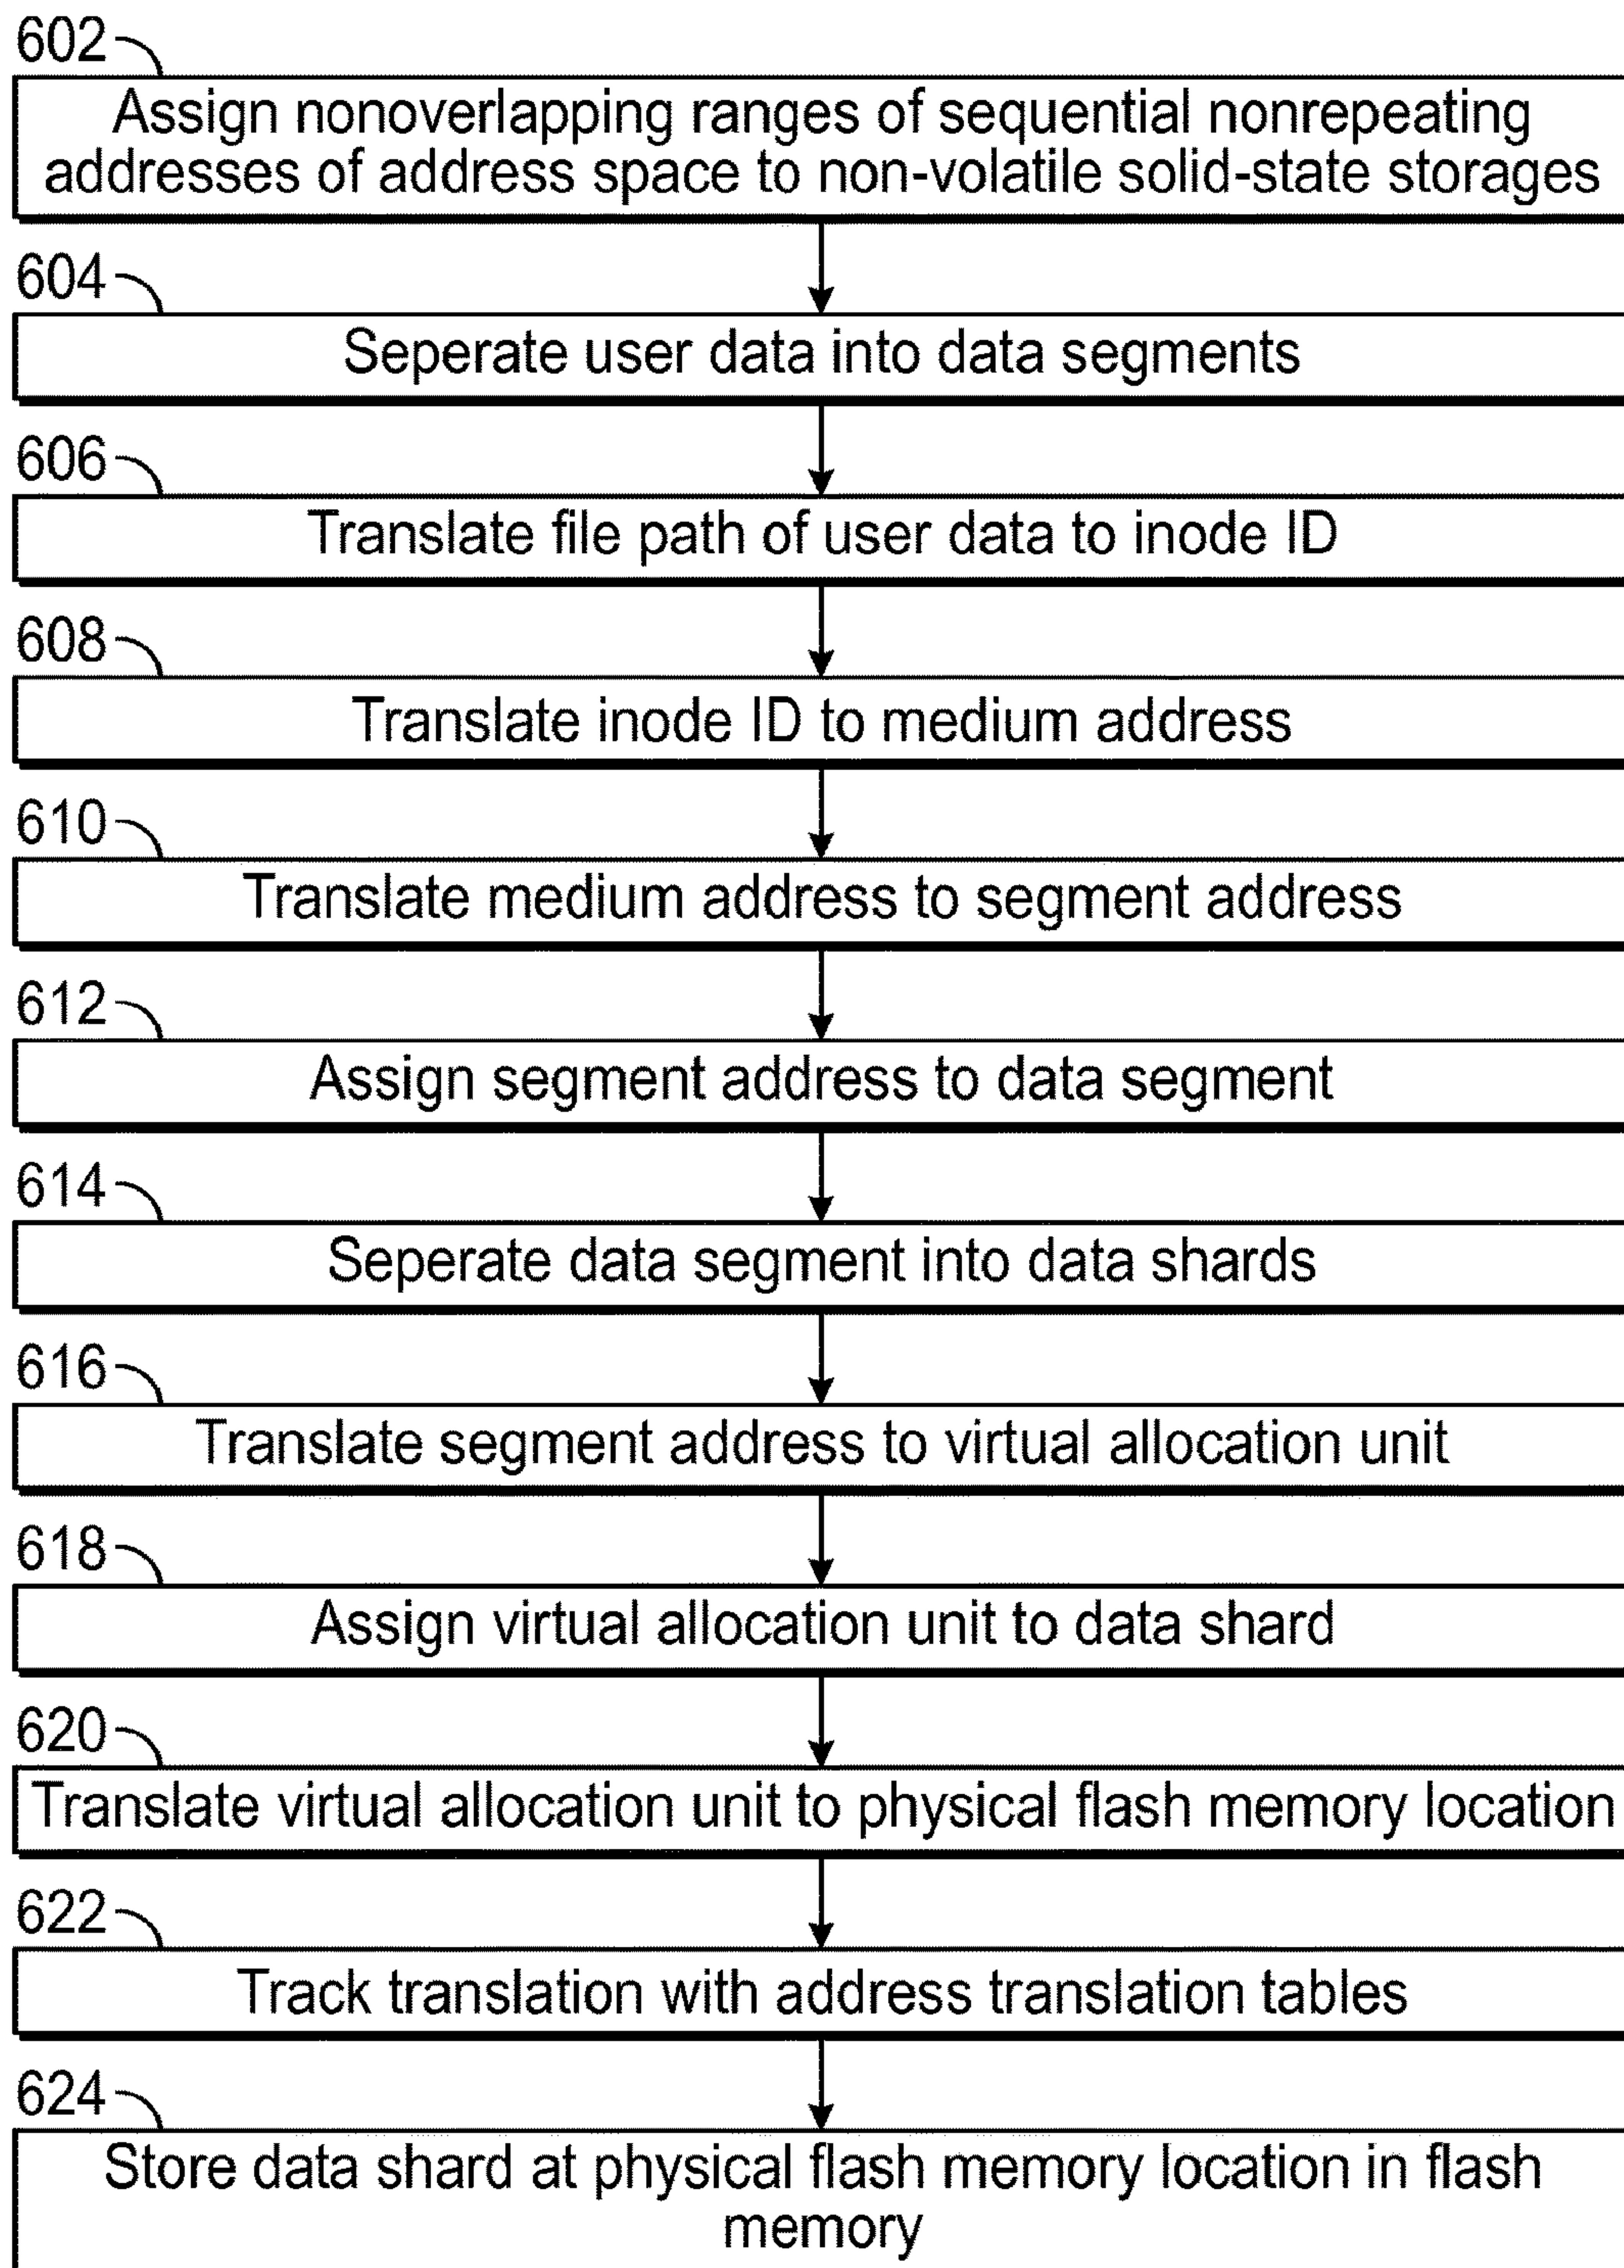 602
Assign nonoverlapping ranges of sequential nonrepeating
addresses of address space to non-volatile solid-state storages
604
Seperate user data into data segments
606
Translate file path of user data to inode ID
608
Translate inode ID to medium address
610
Translate medium address to segment address
612
Assign segment address to data segment
614
Seperate data segment into data shards
616
Translate segment address to virtual allocation unit
618
Assign virtual allocation unit to data shard
620
Translate virtual allocation unit to physical flash memory location
622
Track translation with address translation tables
624
Store data shard at physical flash memory location in flash
memory